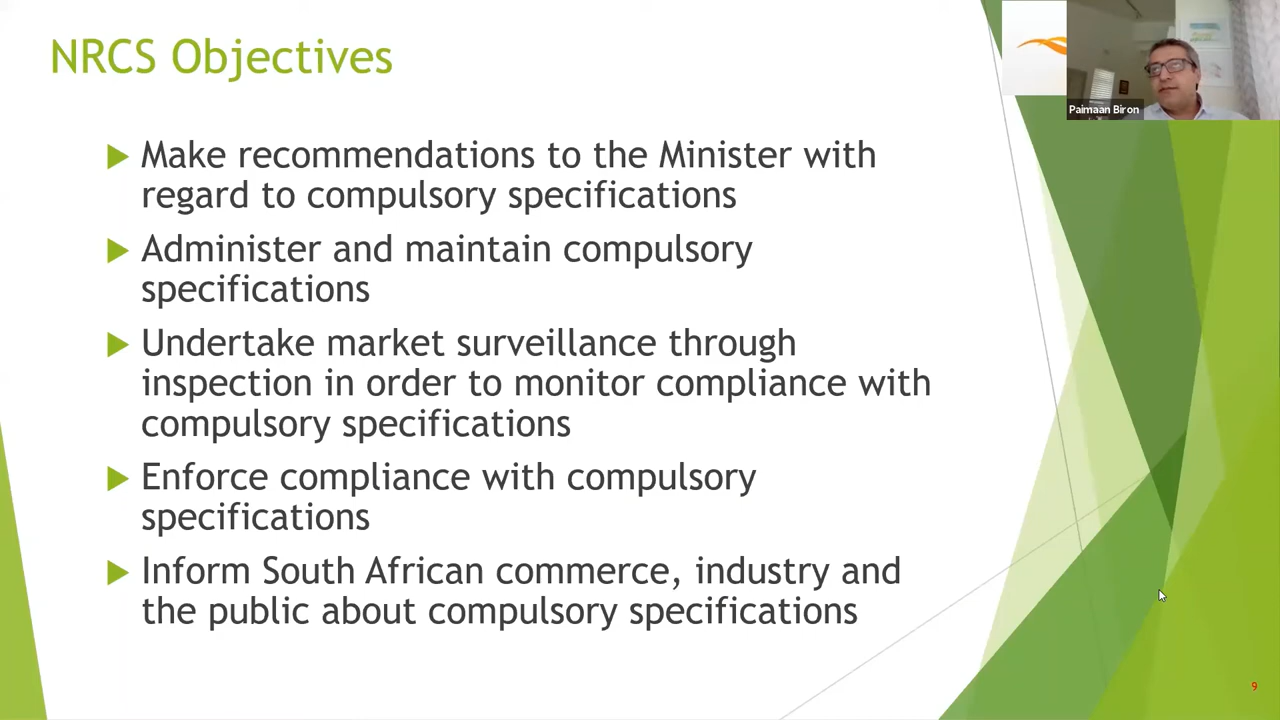 NRCS Objectives
Paimaan Biron
Make recommendations to the Minister with
regard to compulsory specifications
Administer and maintain compulsory
specifications
Undertake market surveillance through
inspection in order to monitor compliance with
compulsory specifications
Enforce compliance with compulsory
specifications
Inform South African commerce, industry and
the public about compulsory specifications
9